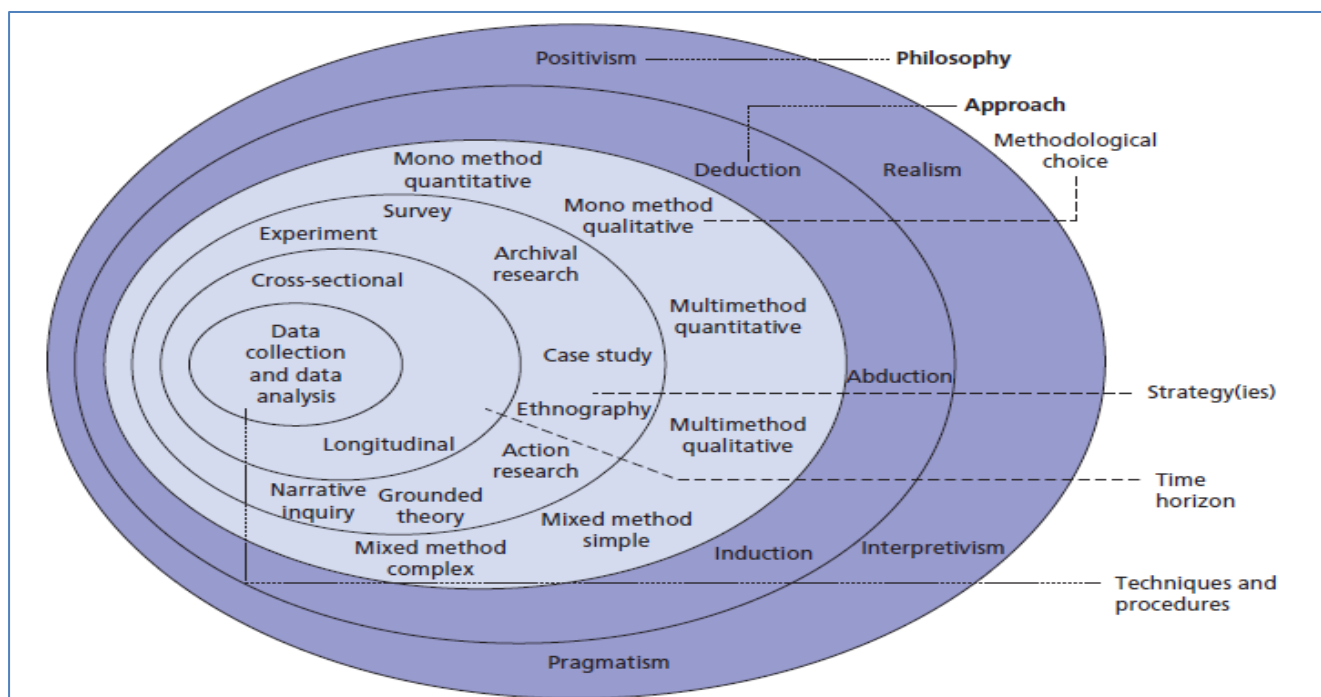 Positivism
Philosophy
Approach
Methodological
choice
Mono method
quantitative
Deduction
Realism
Survey
Mono method
qualitative
Experiment
Archival
research
Cross-sectional
Multimethod
quantitative
Data
collection
and data
analysis
Case study
Abduction
Strategy(ies)
Ethnography
Multimethod
qualitative
Longitudinal
Action
research
Time
horizon
Narrative
inquiry
Grounded
theory
Mixed method
simple
Mixed method
complex
Induction
Interpretivism
Techniques and
procedures
Pragmatism